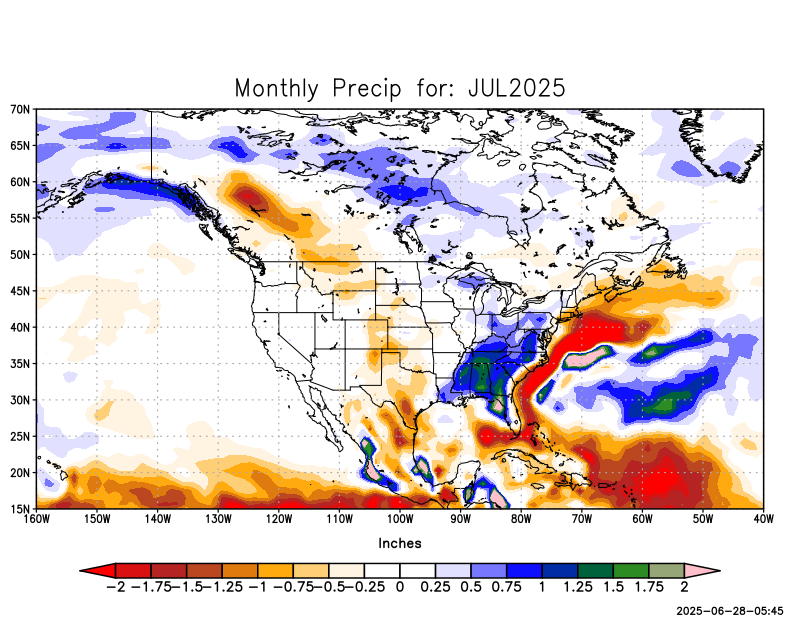 Monthly Precip for: JUL2025
70N
65N
60N
55N
50N
45N
40N
35N
30N
25N
20N
15N
160W 150W 140W 130W 120W 110W 100W 90W 80W 70W 60W 50W 40W
Inches
−2 −1.75 −1.5 −1.25 −1 −0.75 −0.5 −0.25 0 0.25 0.5 0.75 1 1.25 1.5 1.75 2
2025-06-28-05:45